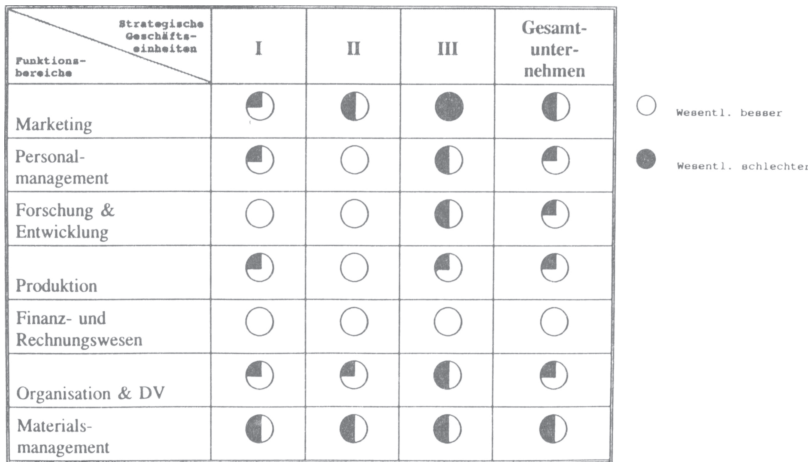 Strategische
Geschäfts-
einheiten
Funktions-
bereiche
I
II
III
Gesamt-
unter-
nehmen
Marketing
Personal-
management
Forschung &
Entwicklung
Produktion
Finanz- und
Rechnungswesen
Organisation & DV
Materials-
management
Wesentl. besser
Wesentl. schlechter